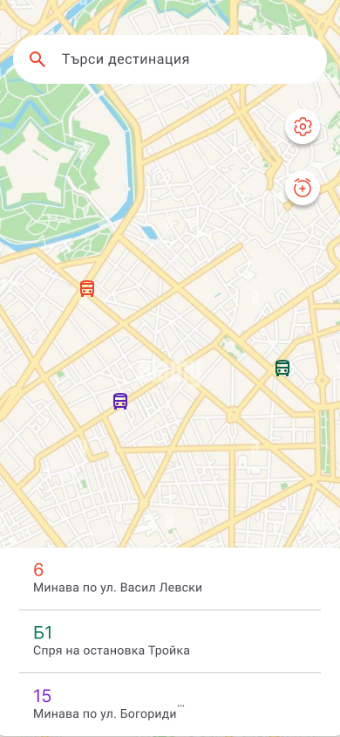 Търси дестинация
6
Минава по ул. Васил Левски
Б1
Спря на остановка Тройка
15
Минава по ул. Богориди...